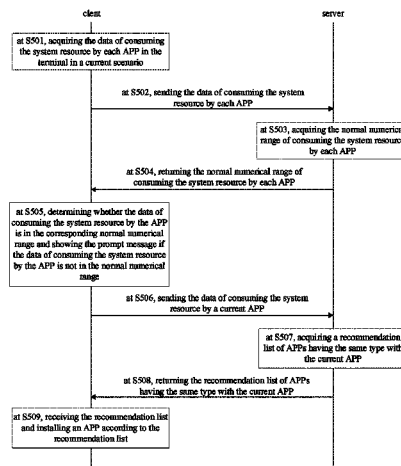 client
server
at S501, acquiring the data of consuming
the system resource by each APP in the
terminal in a current scenario
at S502, sending the data of consuming the system
resource by each APP
at S503, acquiring the normal numerical
range of consuming the system resource
by each APP
at S504, returning the normal numerical range of
consuming the system resource by each APP
at S505, determining whether the data of
consuming the system resource by the APP
is in the corresponding normal numerical
range and showing the prompt message if
the data of consuming the system resource
by the APP is not in the normal numerical
range
at S506, sending the data of consuming the system
resource by a current APP
at S507, acquiring a recommendation
list of APPs having the same type with
the current APP
at S508, returning the recommendation list of APPs
having the same type with the current APP
at S509, receiving the recommendation list
and installing an APP according to the
recommendation list